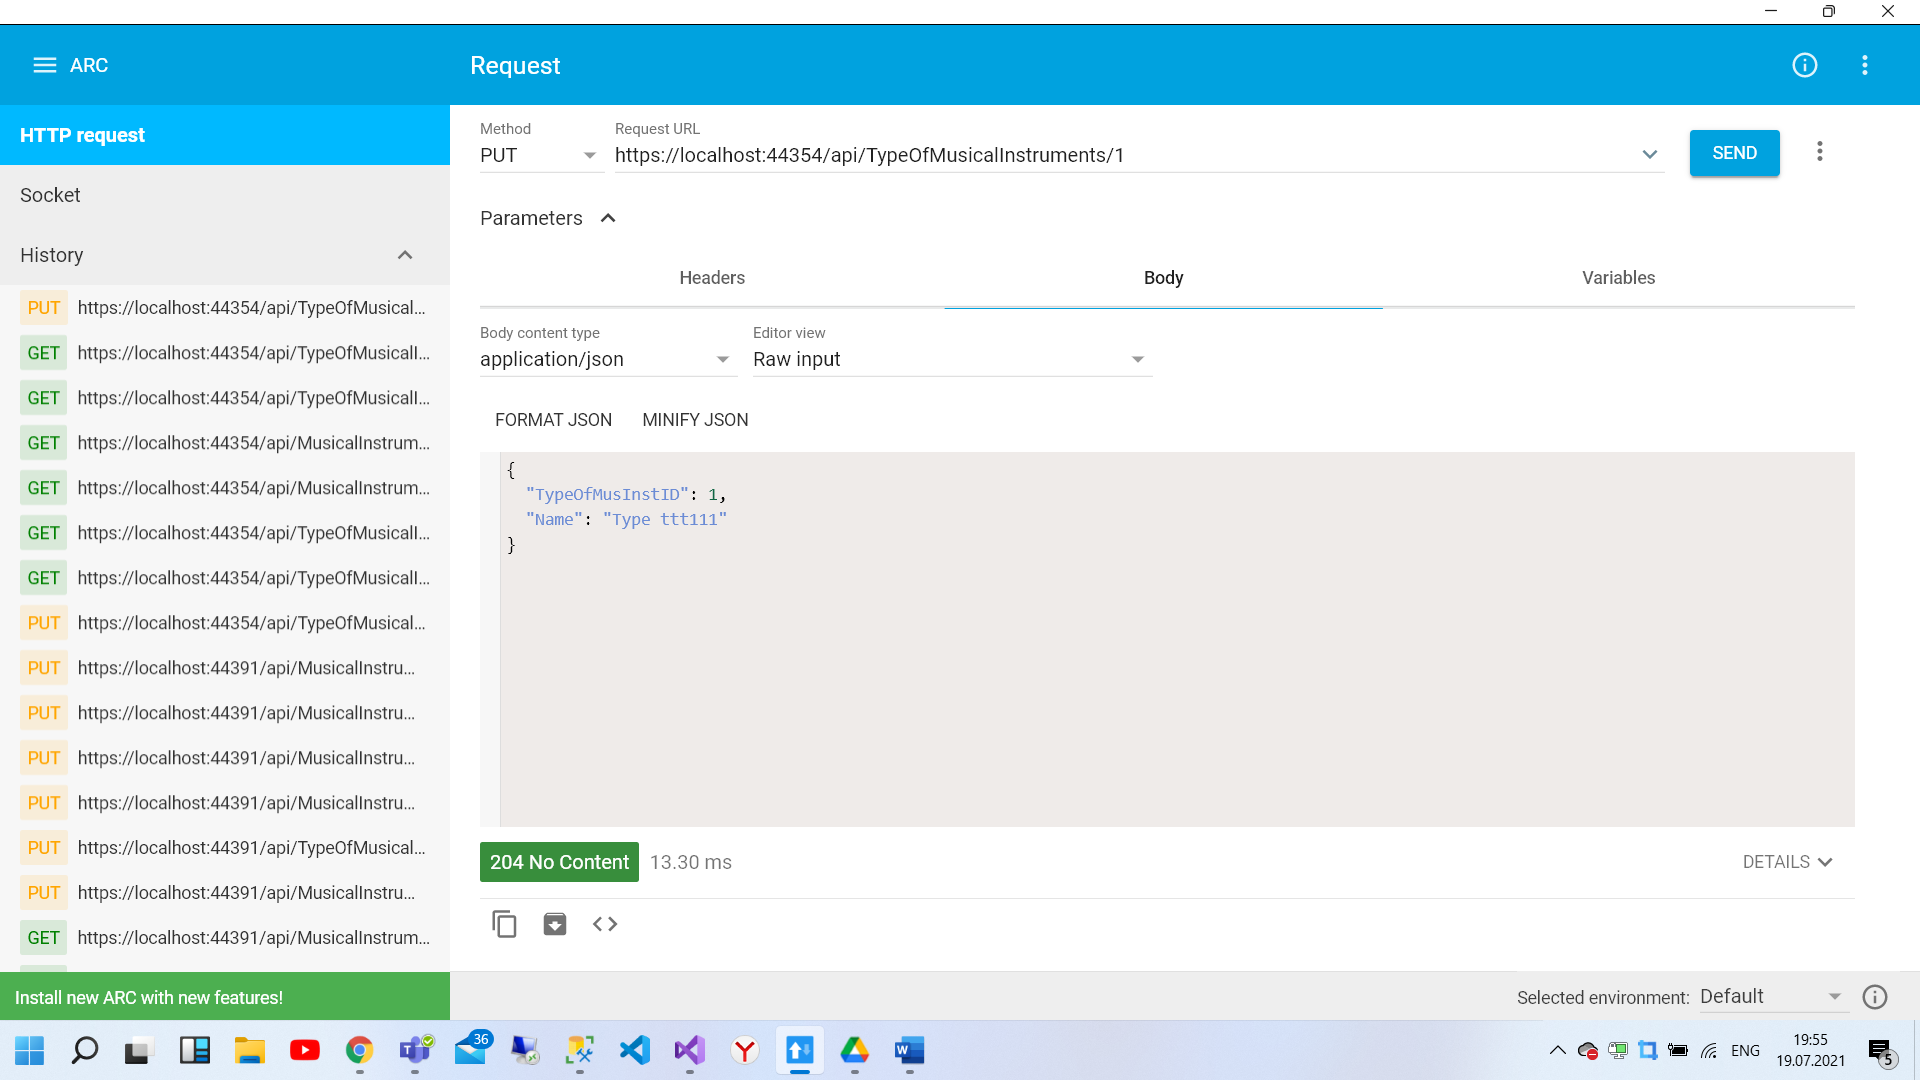 ARC
Request
HTTP request
Socket
History
PUT https://localhost:44354/api/TypeOfMusical...
GET https://localhost:44354/api/TypeOfMusicalI...
GET https://localhost:44354/api/TypeOfMusicalI...
GET https://localhost:44354/api/MusicalInstrum...
GET https://localhost:44354/api/MusicalInstrum...
GET https://localhost:44354/api/TypeOfMusicalI...
GET https://localhost:44354/api/TypeOfMusicalI...
PUT https://localhost:44354/api/TypeOfMusical...
PUT https://localhost:44391/api/MusicalInstru...
PUT https://localhost:44391/api/MusicalInstru...
PUT https://localhost:44391/api/MusicalInstru...
PUT https://localhost:44391/api/MusicalInstru...
PUT https://localhost:44391/api/TypeOfMusical...
PUT https://localhost:44391/api/MusicalInstru...
GET https://localhost:44391/api/MusicalInstrum...
Install new ARC with new features!
Method
PUT
Request URL
https://localhost:44354/api/TypeOfMusicalInstruments/1
SEND
Parameters
Headers Body Variables
Body content type
application/json
Editor view
Raw input
FORMAT JSON MINIFY JSON
{
"TypeOfMusInstID": 1,
"Name": "Type ttt111"
}
204 No Content 13.30 ms
DETAILS
Selected environment: Default
36
ENG
19:55
19.07.2021
5